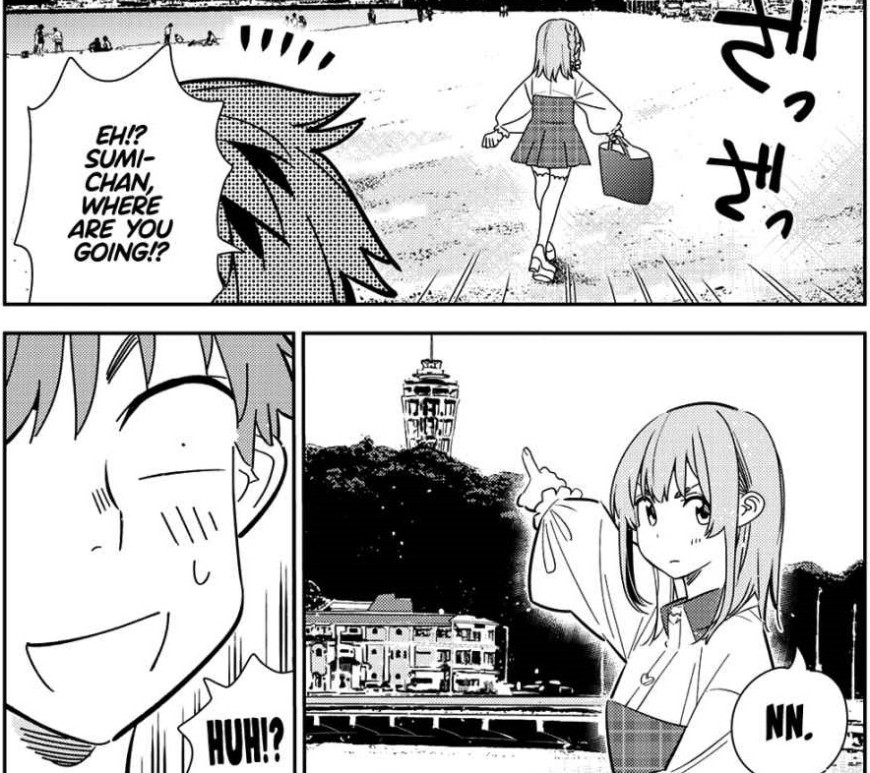 EH!?
SUMI-
CHAN,
WHERE
ARE YOU
GOING!?
NN.
HUH!?